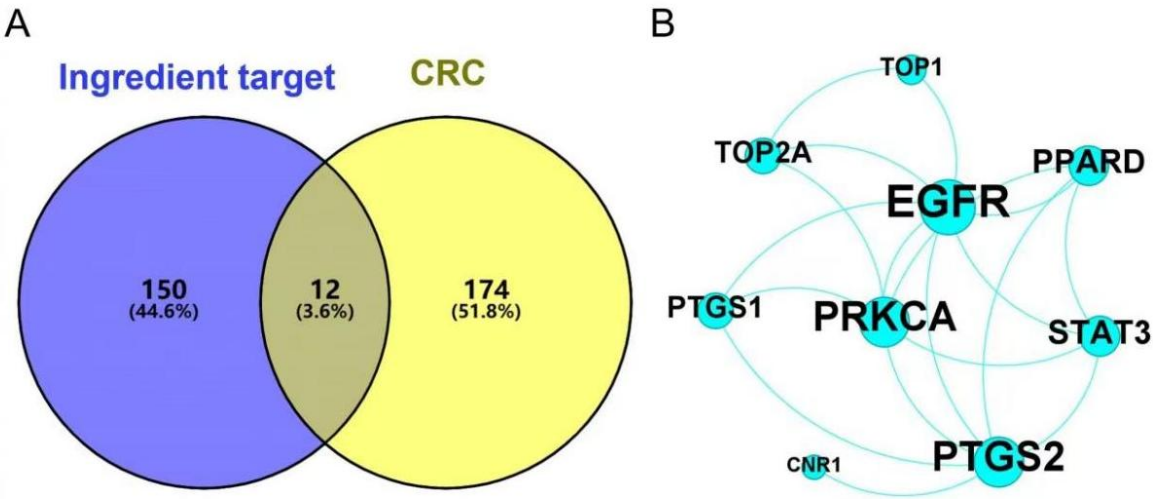 A
Ingredient target
CRC
150
(44.6%)
12
(3.6%)
174
(51.8%)
B
TOP1
TOP2A
PPARD
EGFR
PTGS1
PRKCA
STAT3
CNR1
PTGS2